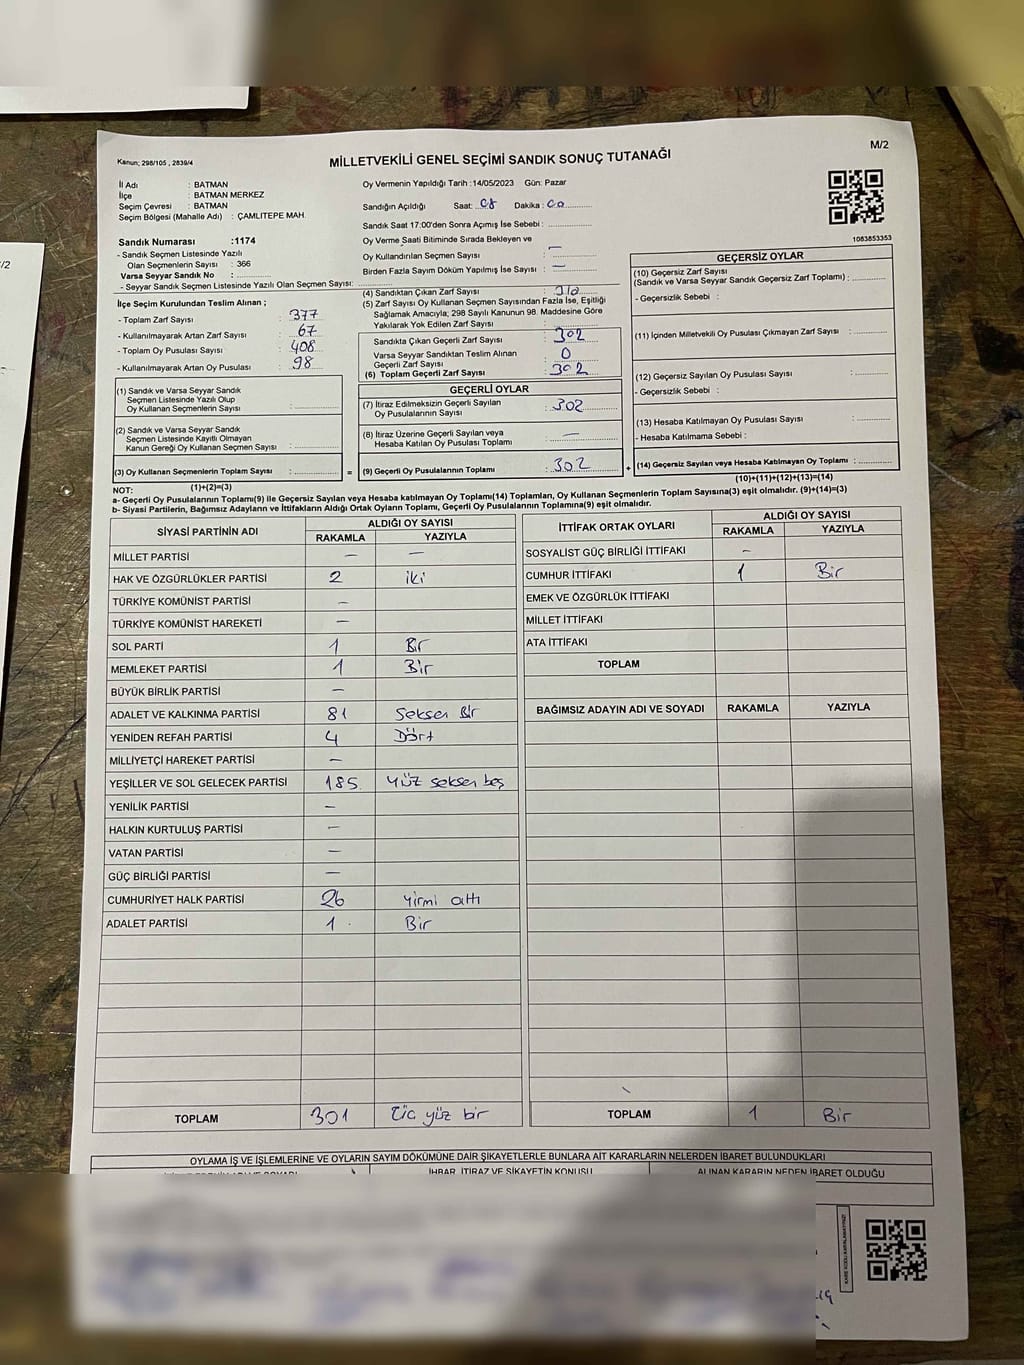 M/2
Kanun: 298/105 , 2839/4
MİLLETVEKİLİ GENEL SEÇİMİ SANDIK SONUÇ TUTANAĞI
İl Adı : BATMAN
İlçe : BATMAN MERKEZ
Seçim Çevresi : BATMAN
Seçim Bölgesi (Mahalle Adı) : ÇAMLITEPE MAH.
Oy Vermenin Yapıldığı Tarih :14/05/2023 Gün: Pazar
Sandığın Açıldığı Saat: 08 Dakika: 00
Sandık Saat 17:00'den Sonra Açımış İse Sebebi :
1083853353
Sandık Numarası :1174
- Sandık Seçmen Listesinde Yazılı
Olan Seçmenlerin Sayısı : 366
Varsa Seyyar Sandık No :
- Seyyar Sandık Seçmen Listesinde Yazılı Olan Seçmen Sayısı:
Oy Verme Saati Bitiminde Sırada Bekleyen ve
Oy Kullandırılan Seçmen Sayısı : —
Birden Fazla Sayım Döküm Yapılmış İse Sayısı : —
İlçe Seçim Kurulundan Teslim Alınan ;
- Toplam Zarf Sayısı : 377
- Kullanılmayarak Artan Zarf Sayısı : 67
- Toplam Oy Pusulası Sayısı : 408
- Kullanılmayarak Artan Oy Pusulası : 98
(4) Sandıktan Çıkan Zarf Sayısı : 310
(5) Zarf Sayısı Oy Kullanan Seçmen Sayısından Fazla İse, Eşitliği
Sağlamak Amacıyla; 298 Sayılı Kanunun 98. Maddesine Göre
Yakılarak Yok Edilen Zarf Sayısı :
Sandıkta Çıkan Geçerli Zarf Sayısı : 302
Varsa Seyyar Sandıktan Teslim Alınan
Geçerli Zarf Sayısı : 0
(6) Toplam Geçerli Zarf Sayısı : 302
GEÇERLİ OYLAR
(7) İtiraz Edilmeksizin Geçerli Sayılan
Oy Pusulalarının Sayısı : 302
(8) İtiraz Üzerine Geçerli Sayılan veya
Hesaba Katılan Oy Pusulası Toplamı : —
(9) Geçerli Oy Pusulalarının Toplamı : 302
(1) Sandık ve Varsa Seyyar Sandık
Seçmen Listesinde Yazılı Olup
Oy Kullanan Seçmenlerin Sayısı :
(2) Sandık ve Varsa Seyyar Sandık
Seçmen Listesinde Kayıtlı Olmayan
Kanun Gereği Oy Kullanan Seçmen Sayısı :
(3) Oy Kullanan Seçmenlerin Toplam Sayısı : =
(1)+(2)=(3)
GEÇERSİZ OYLAR
(10) Geçersiz Zarf Sayısı
(Sandık ve Varsa Seyyar Sandık Geçersiz Zarf Toplamı) :
- Geçersizlik Sebebi :
(11) İçinden Milletvekili Oy Pusulası Çıkmayan Zarf Sayısı :
(12) Geçersiz Sayılan Oy Pusulası Sayısı :
- Geçersizlik Sebebi :
(13) Hesaba Katılmayan Oy Pusulası Sayısı :
- Hesaba Katılmama Sebebi :
+ (14) Geçersiz Sayılan veya Hesaba Katılmayan Oy Toplamı :
(10)+(11)+(12)+(13)=(14)
NOT:
a- Geçerli Oy Pusulalarının Toplamı(9) ile Geçersiz Sayılan veya Hesaba katılmayan Oy Toplamı(14) Toplamları, Oy Kullanan Seçmenlerin Toplam Sayısına(3) eşit olmalıdır. (9)+(14)=(3)
b- Siyasi Partilerin, Bağımsız Adayların ve İttifakların Aldığı Ortak Oyların Toplamı, Geçerli Oy Pusulalarının Toplamına(9) eşit olmalıdır.
SİYASİ PARTİNİN ADI ALDIĞI OY SAYISI
RAKAMLA YAZIYLA
MİLLET PARTİSİ — —
HAK VE ÖZGÜRLÜKLER PARTİSİ 2 iki
TÜRKİYE KOMÜNİST PARTİSİ —
TÜRKİYE KOMÜNİST HAREKETİ —
SOL PARTİ 1 Bir
MEMLEKET PARTİSİ 1 Bir
BÜYÜK BİRLİK PARTİSİ —
ADALET VE KALKINMA PARTİSİ 81 Seksen Bir
YENİDEN REFAH PARTİSİ 4 Dört
MİLLİYETÇİ HAREKET PARTİSİ —
YEŞİLLER VE SOL GELECEK PARTİSİ 185 Yüz seksen beş
YENİLİK PARTİSİ —
HALKIN KURTULUŞ PARTİSİ —
VATAN PARTİSİ —
GÜÇ BİRLİĞİ PARTİSİ —
CUMHURİYET HALK PARTİSİ 26 Yirmi altı
ADALET PARTİSİ 1 Bir
TOPLAM 301 Üç yüz bir
İTTİFAK ORTAK OYLARI ALDIĞI OY SAYISI
RAKAMLA YAZIYLA
SOSYALİST GÜÇ BİRLİĞİ İTTİFAKI —
CUMHUR İTTİFAKI 1 Bir
EMEK VE ÖZGÜRLÜK İTTİFAKI
MİLLET İTTİFAKI
ATA İTTİFAKI
TOPLAM
BAĞIMSIZ ADAYIN ADI VE SOYADI RAKAMLA YAZIYLA
TOPLAM 1 Bir
OYLAMA İŞ VE İŞLEMLERİNE VE OYLARIN SAYIM DÖKÜMÜNE DAİR ŞİKAYETLERLE BUNLARA AİT KARARLARIN NELERDEN İBARET BULUNDUKLARI
İHBAR, İTİRAZ VE ŞİKAYETİN KONUSU ALINAN KARARIN NEDEN İBARET OLDUĞU